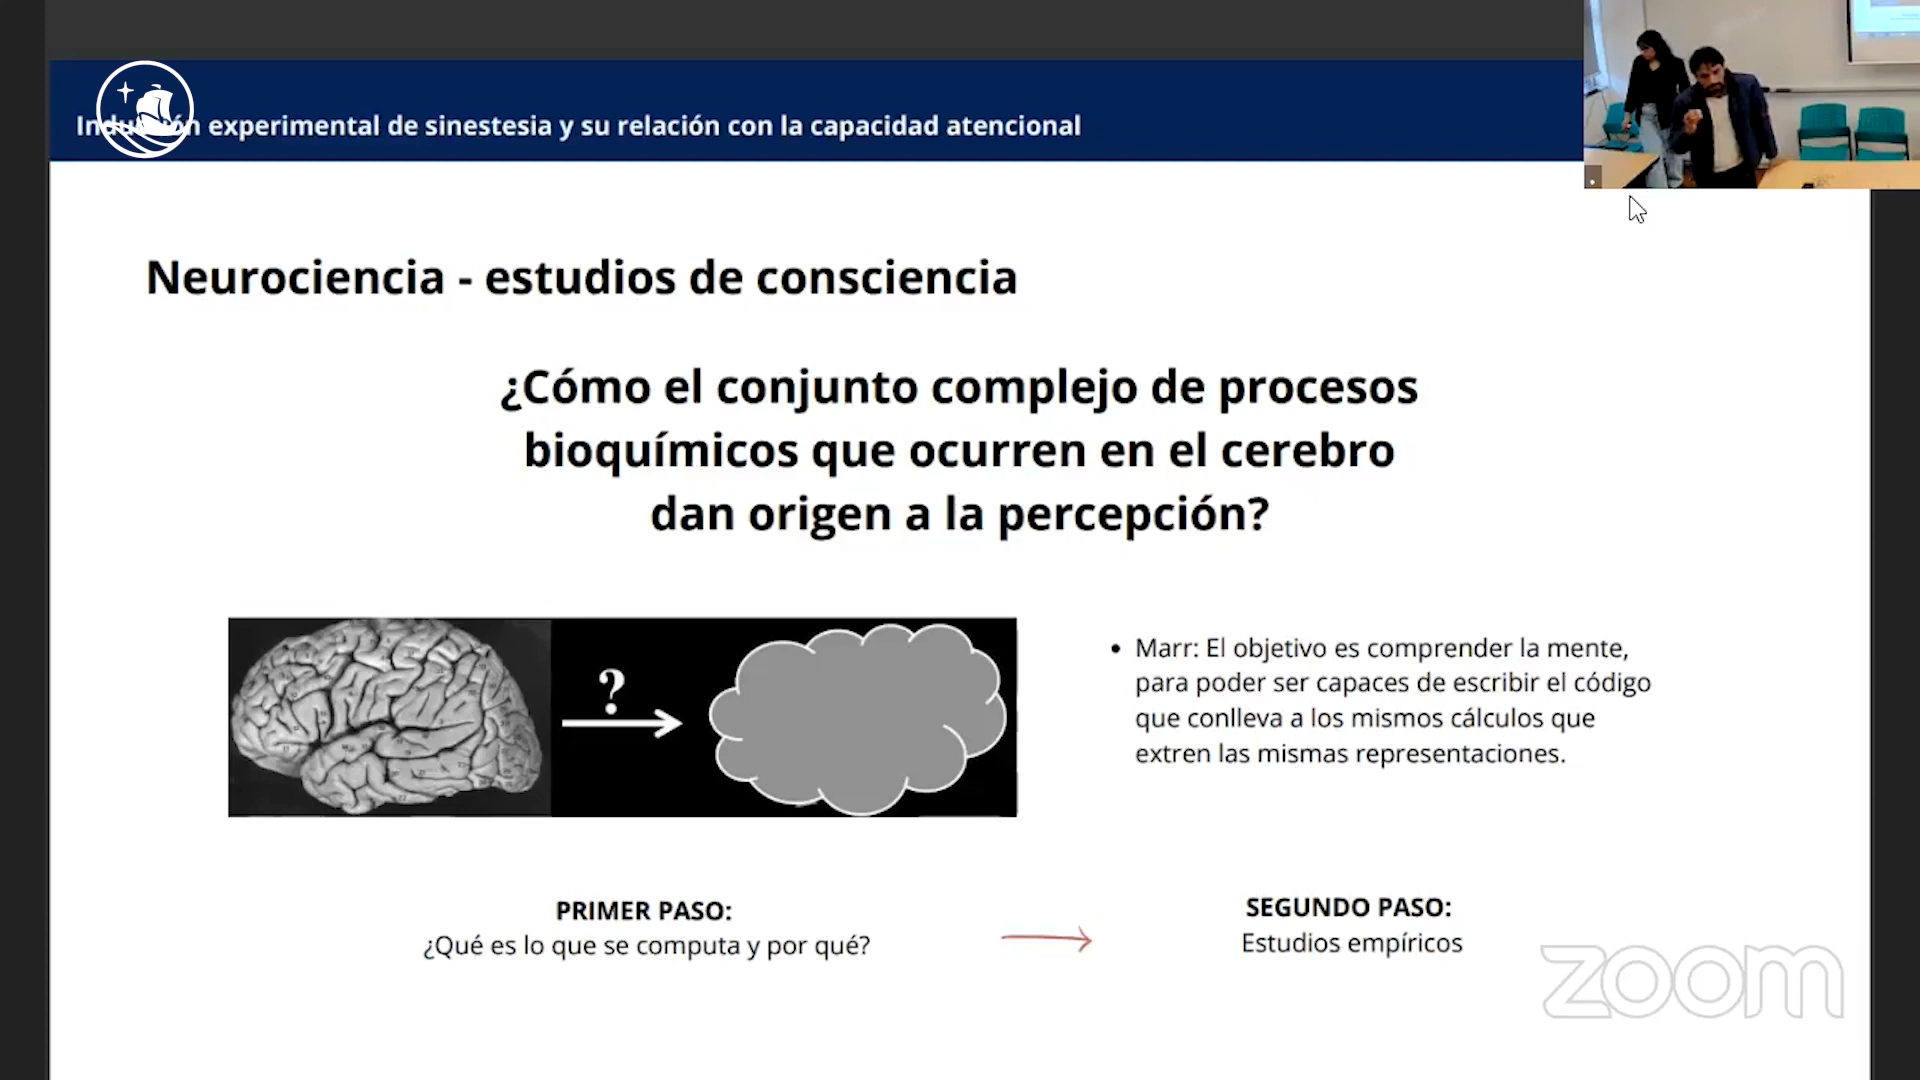 experimental de sinestesia y su relación con la capacidad atencional
Neurociencia - estudios de consciencia
¿Cómo el conjunto complejo de procesos
bioquímicos que ocurren en el cerebro
dan origen a la percepción?
?
• Marr: El objetivo es comprender la mente,
para poder ser capaces de escribir el código
que conlleva a los mismos cálculos que
extren las mismas representaciones.
PRIMER PASO:
¿Qué es lo que se computa y por qué?
SEGUNDO PASO:
Estudios empíricos
zoom